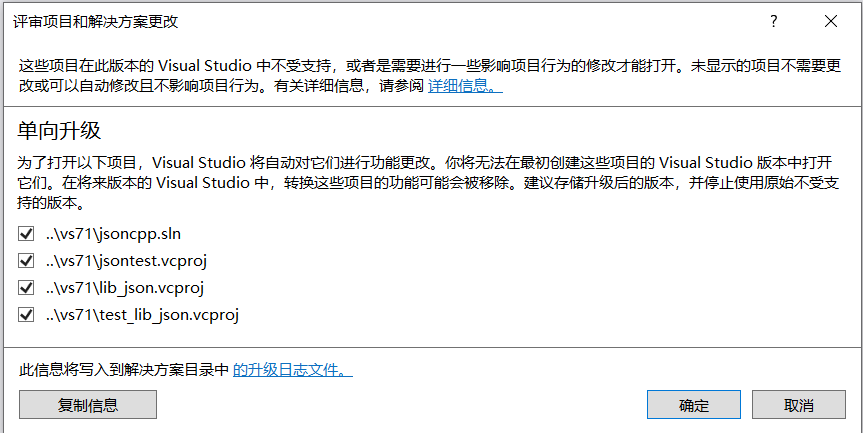 评审项目和解决方案更改
?
这些项目在此版本的 Visual Studio 中不受支持，或者是需要进行一些影响项目行为的修改才能打开。未显示的项目不需要更
改或可以自动修改且不影响项目行为。有关详细信息，请参阅 详细信息。
单向升级
为了打开以下项目，Visual Studio 将自动对它们进行功能更改。你将无法在最初创建这些项目的 Visual Studio 版本中打开
它们。在将来版本的 Visual Studio 中，转换这些项目的功能可能会被移除。建议存储升级后的版本，并停止使用原始不受支
持的版本。
..\vs71\jsoncpp.sln
..\vs71\jsontest.vcproj
..\vs71\lib_json.vcproj
..\vs71\test_lib_json.vcproj
此信息将写入到解决方案目录中 的升级日志文件。
复制信息
确定
取消